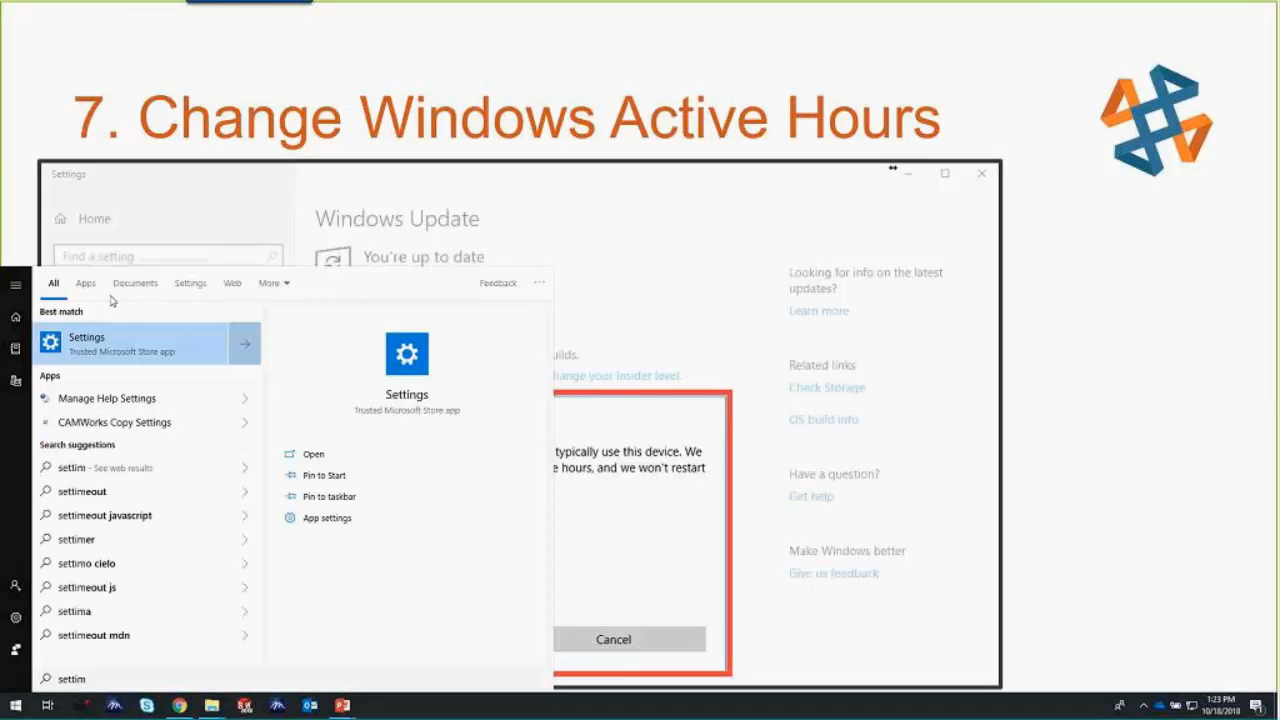 7. Change Windows Active Hours
Settings
Home
Windows Update
Find a setting
You're up to date
Looking for info on the latest
updates?
Learn more
Related links
Check Storage
OS build info
Have a question?
Get help
Make Windows better
Give us feedback
uilds.
hange your Insider level.
typically use this device. We
e hours, and we won't restart
Cancel
All Apps Documents Settings Web More Feedback ...
Best match
Settings
Trusted Microsoft Store app
Apps
Manage Help Settings
CAMWorks Copy Settings
Search suggestions
settim - See web results
settimeout
settimeout javascript
settimer
settimo cielo
settimeout js
settima
settimeout mdn
Settings
Trusted Microsoft Store app
Open
Pin to Start
Pin to taskbar
App settings
settim
1:23 PM
10/18/2018